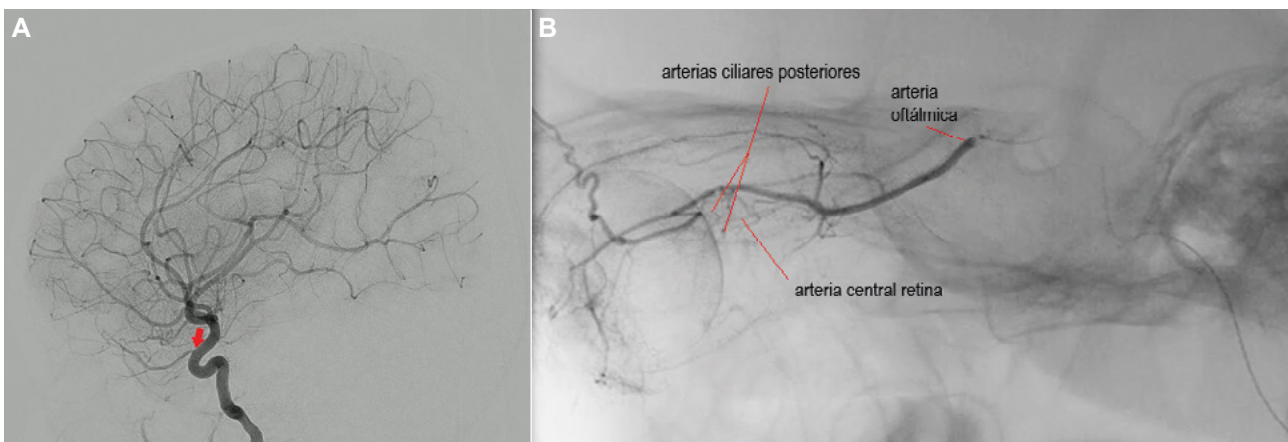 A
B
arterias ciliares posteriores
arteria
oftálmica
arteria central retina